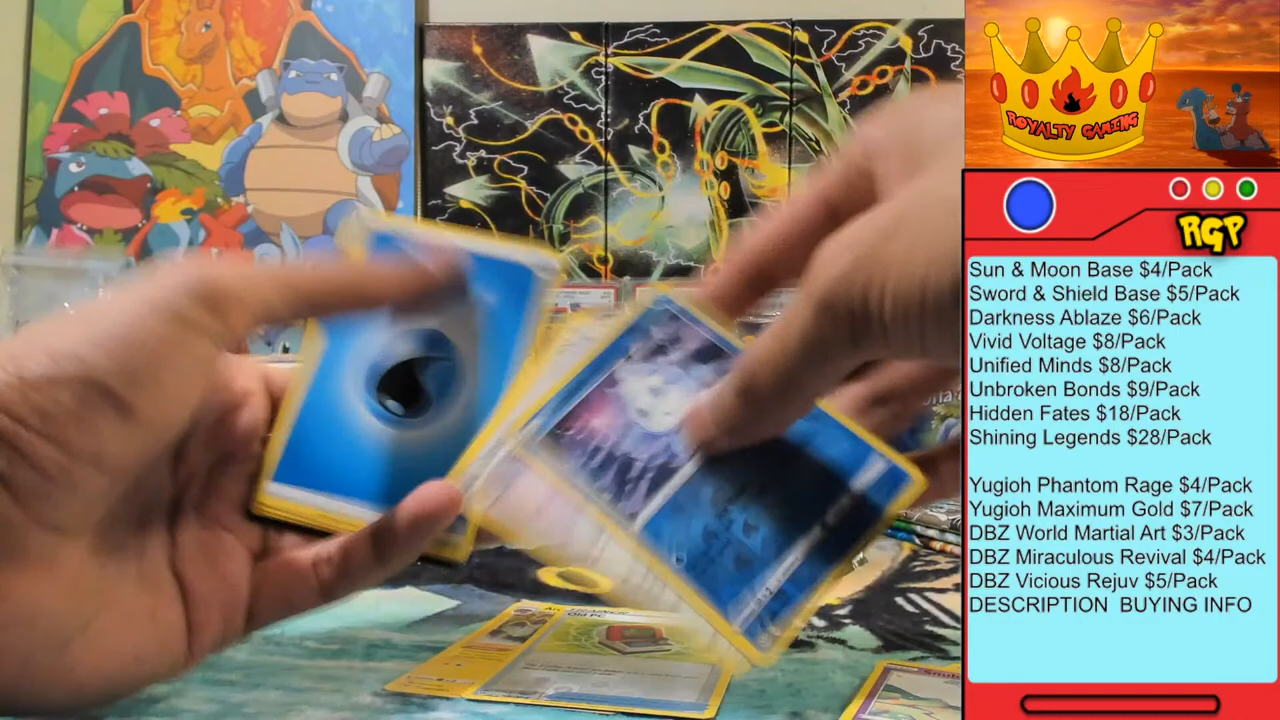 ROYALTY GAMING
RGP
Sun & Moon Base $4/Pack
Sword & Shield Base $5/Pack
Darkness Ablaze $6/Pack
Vivid Voltage $8/Pack
Unified Minds $8/Pack
Unbroken Bonds $9/Pack
Hidden Fates $18/Pack
Shining Legends $28/Pack
Yugioh Phantom Rage $4/Pack
Yugioh Maximum Gold $7/Pack
DBZ World Martial Art $3/Pack
DBZ Miraculous Revival $4/Pack
DBZ Vicious Rejuv $5/Pack
DESCRIPTION BUYING INFO
TRAINER
Old PC